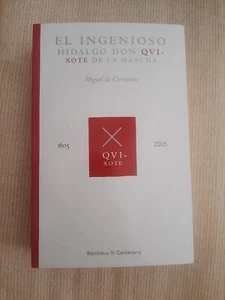 EL INGENIOSO
HIDALGO DON QVI-
XOTE DE LA MANCHA
Miguel de Cervantes
1605
QVI-
XOTE
2005
Biblioteca IV Centenario